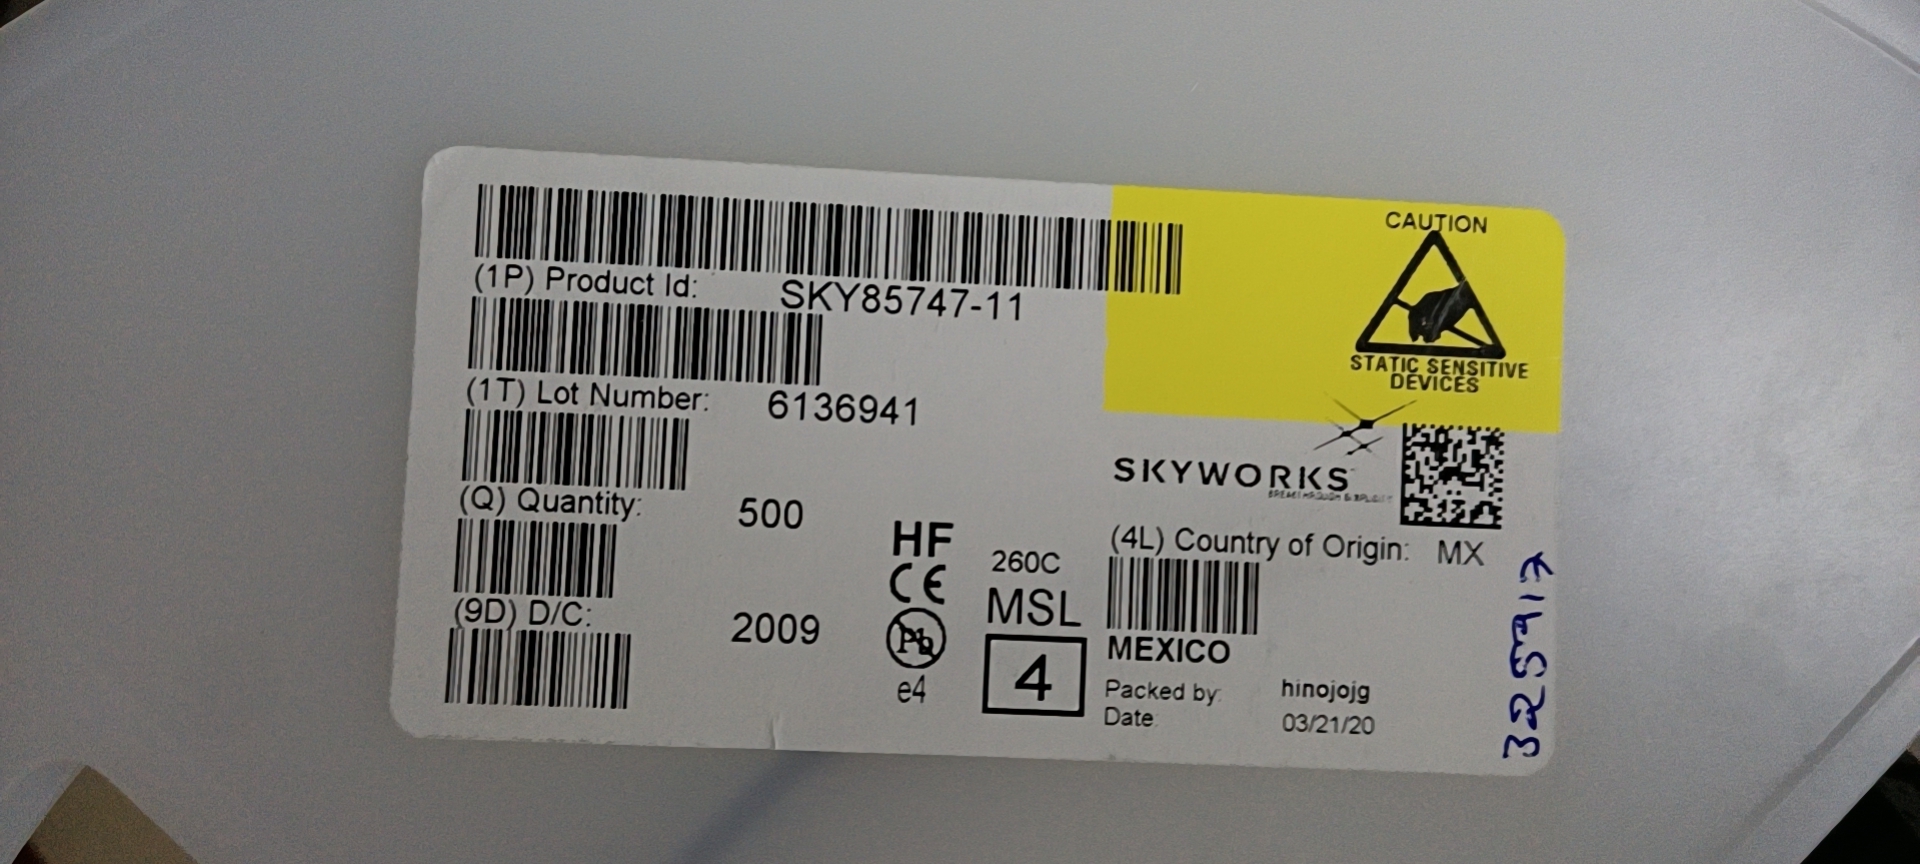 (1P) Product Id: SKY85747-11
(1T) Lot Number: 6136941
(Q) Quantity: 500
(9D) D/C: 2009
HF
CE
Pb
e4
260C
MSL
4
CAUTION
STATIC SENSITIVE
DEVICES
SKYWORKS
(4L) Country of Origin: MX
MEXICO
Packed by: hinojojg
Date: 03/21/20